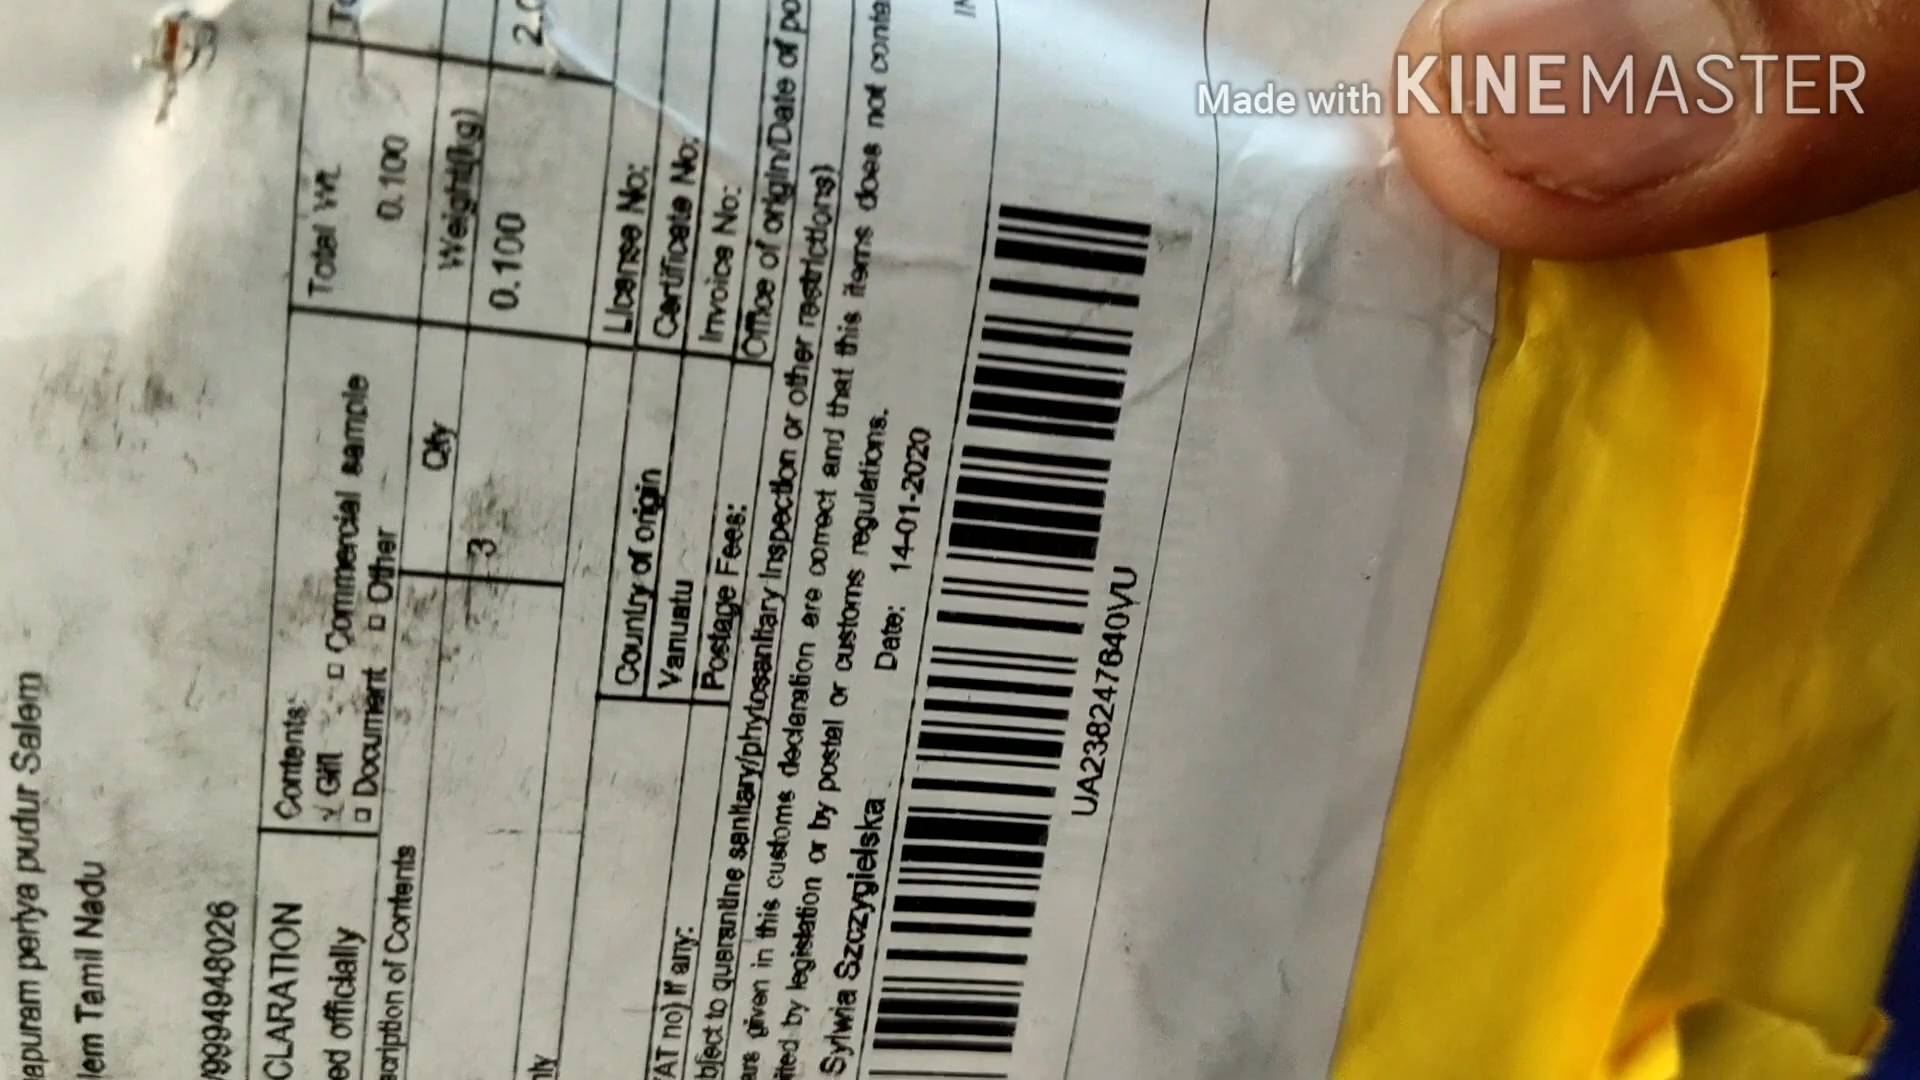 Made with KINEMASTER
apuram periya pudur Salem
lem Tamil Nadu
/9994948026
CLARATION
ed officially
Contents:
√ Gift □ Commercial sample
□ Document □ Other
Total Wt.
0.100
scription of Contents
Qty
Weight(kg)
3
0.100
2.0
nly
Country of origin
Vanuatu
License No:
Certificate No:
Invoice No:
AT no) if any:
Postage Fees:
Office of origin/Date of po
bject to quarantine sanitary/phytosanitary inspection or other restrictions)
are given in this customs declaration are correct and that this items does not conta
ited by legislation or by postal or customs regulations.
Sylwia Szczygielska Date: 14-01-2020
UA238247640VU